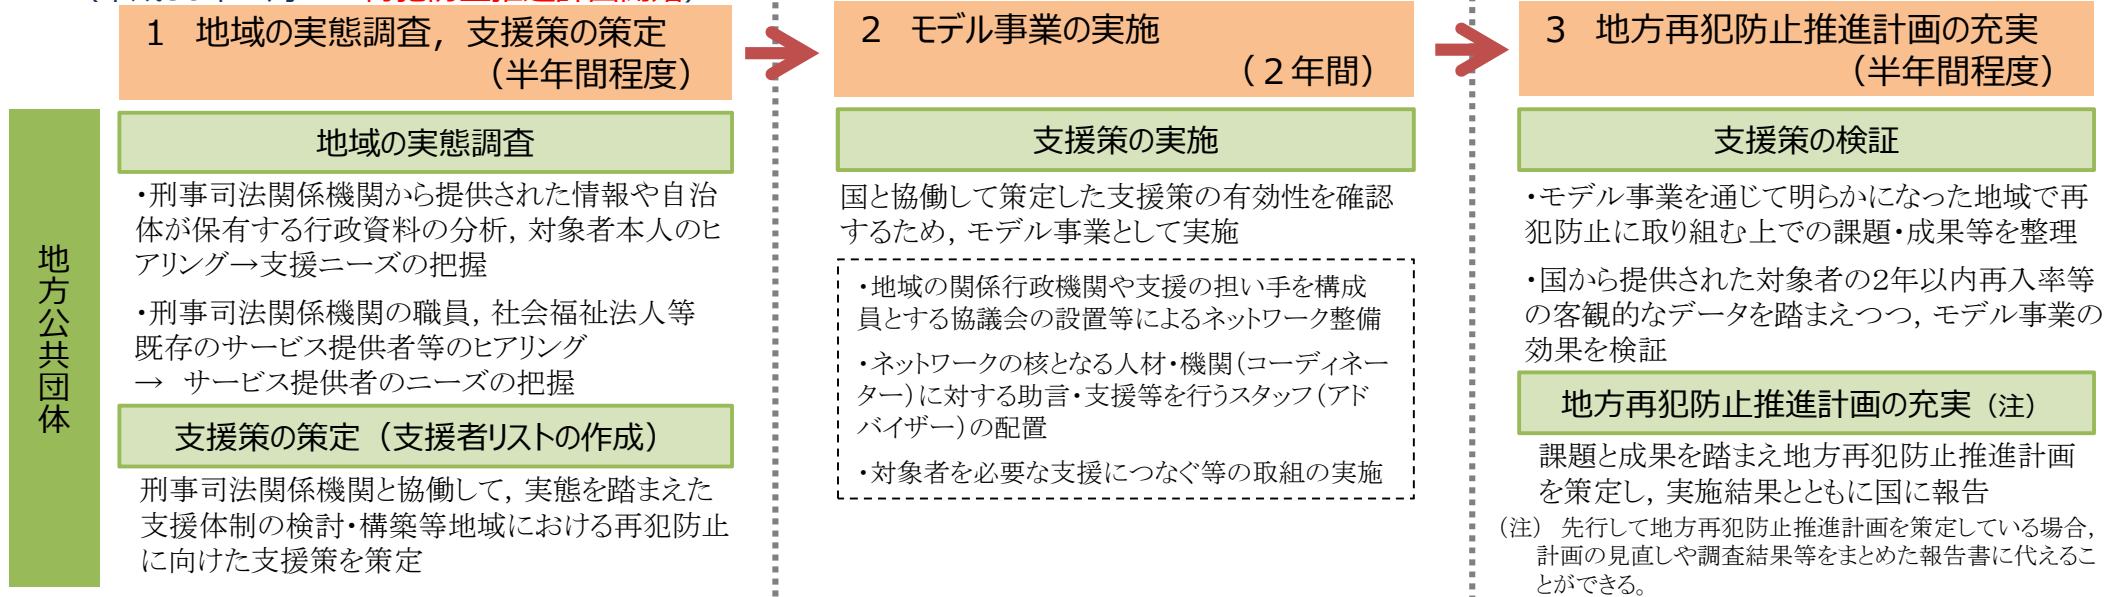 1 地域の実態調査，支援策の策定
（半年間程度）
2 モデル事業の実施
（２年間）
3 地方再犯防止推進計画の充実
（半年間程度）
地方公共団体
地域の実態調査
・刑事司法関係機関から提供された情報や自治
体が保有する行政資料の分析，対象者本人のヒ
アリング→支援ニーズの把握
・刑事司法関係機関の職員，社会福祉法人等
既存のサービス提供者等のヒアリング
→ サービス提供者のニーズの把握
支援策の策定（支援者リストの作成）
刑事司法関係機関と協働して，実態を踏まえた
支援体制の検討・構築等地域における再犯防止
に向けた支援策を策定
支援策の実施
国と協働して策定した支援策の有効性を確認
するため，モデル事業として実施
・地域の関係行政機関や支援の担い手を構成
員とする協議会の設置等によるネットワーク整備
・ネットワークの核となる人材・機関（コーディネー
ター）に対する助言・支援等を行うスタッフ（アド
バイザー）の配置
・対象者を必要な支援につなぐ等の取組の実施
支援策の検証
・モデル事業を通じて明らかになった地域で再
犯防止に取り組む上での課題・成果等を整理
・国から提供された対象者の２年以内再入率等
の客観的なデータを踏まえつつ，モデル事業の
効果を検証
地方再犯防止推進計画の充実（注）
課題と成果を踏まえ地方再犯防止推進計画
を策定し，実施結果とともに国に報告
（注） 先行して地方再犯防止推進計画を策定している場合，
計画の見直しや調査結果等をまとめた報告書に代えるこ
とができる。